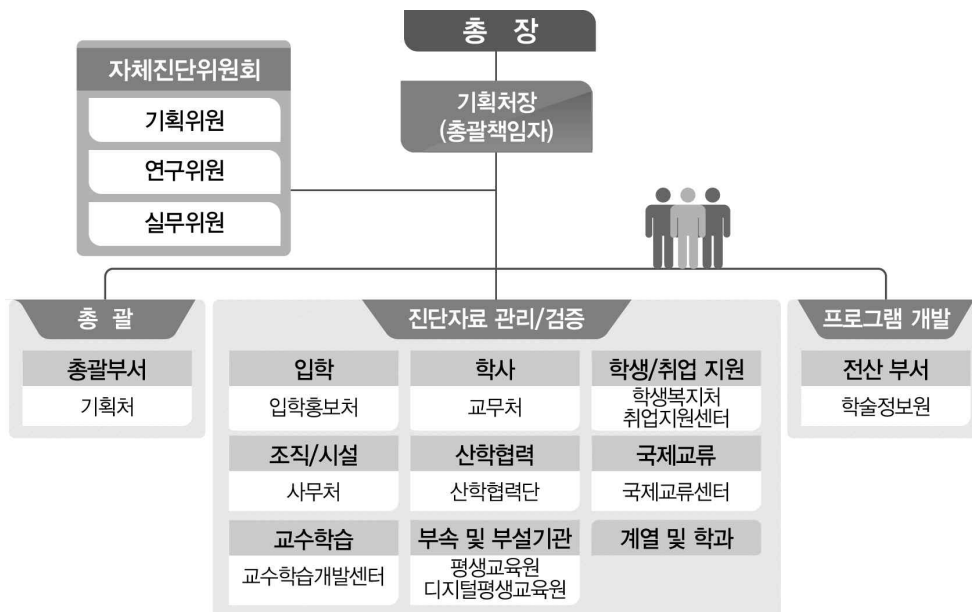 총 장
기획처장
(총괄책임자)
자체진단위원회
기획위원
연구위원
실무위원
총 괄
총괄부서
기획처
진단자료 관리/검증
입학
입학홍보처
학사
교무처
학생/취업 지원
학생복지처
취업지원센터
조직/시설
사무처
산학협력
산학협력단
국제교류
국제교류센터
교수학습
교수학습개발센터
부속 및 부설기관
평생교육원
디지털평생교육원
계열 및 학과
프로그램 개발
전산 부서
학술정보원